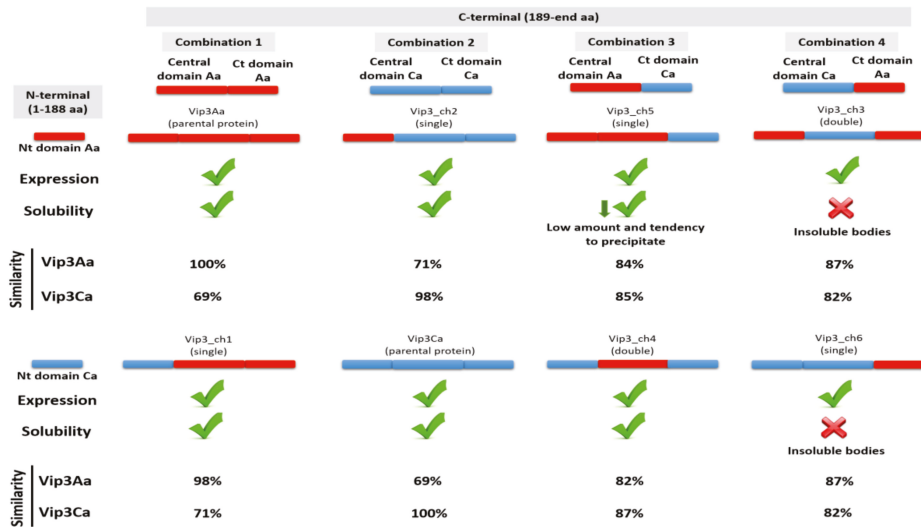 C-terminal (189-end aa)
Combination 1 Combination 2 Combination 3 Combination 4
Central domain Aa Ct domain Aa Central domain Ca Ct domain Ca Central domain Aa Ct domain Ca Central domain Ca Ct domain Aa
N-terminal
(1-188 aa)
Vip3Aa Vip3_ch2 Vip3_ch5 Vip3_ch3
(parental protein) (single) (single) (double)
Nt domain Aa
Expression
Solubility
Low amount and tendency
to precipitate
Insoluble bodies
Similarity
Vip3Aa 100% 71% 84% 87%
Vip3Ca 69% 98% 85% 82%
Vip3_ch1 Vip3Ca Vip3_ch4 Vip3_ch6
(single) (parental protein) (double) (single)
Nt domain Ca
Expression
Solubility
Insoluble bodies
Similarity
Vip3Aa 98% 69% 82% 87%
Vip3Ca 71% 100% 87% 82%